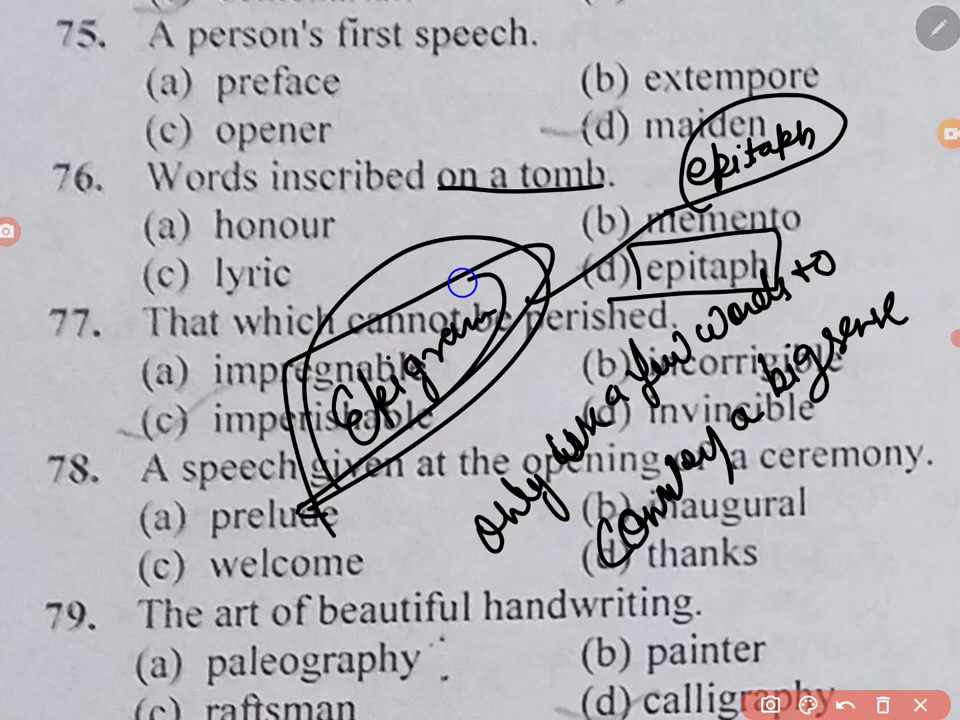 75. A person's first speech.
(a) preface (b) extempore
(c) opener (d) maiden
epitaph
76. Words inscribed on a tomb.
(a) honour (b) memento
(c) lyric (d) epitaph
77. That which cannot be perished.
(a) impregnable (b) incorrigible
(c) imperishable (d) invincible
Epigram
only use a few words to
convey a big sense
78. A speech given at the opening of a ceremony.
(a) prelude (b) inaugural
(c) welcome (d) thanks
79. The art of beautiful handwriting.
(a) paleography (b) painter
(c) raftsman (d) calligraphy